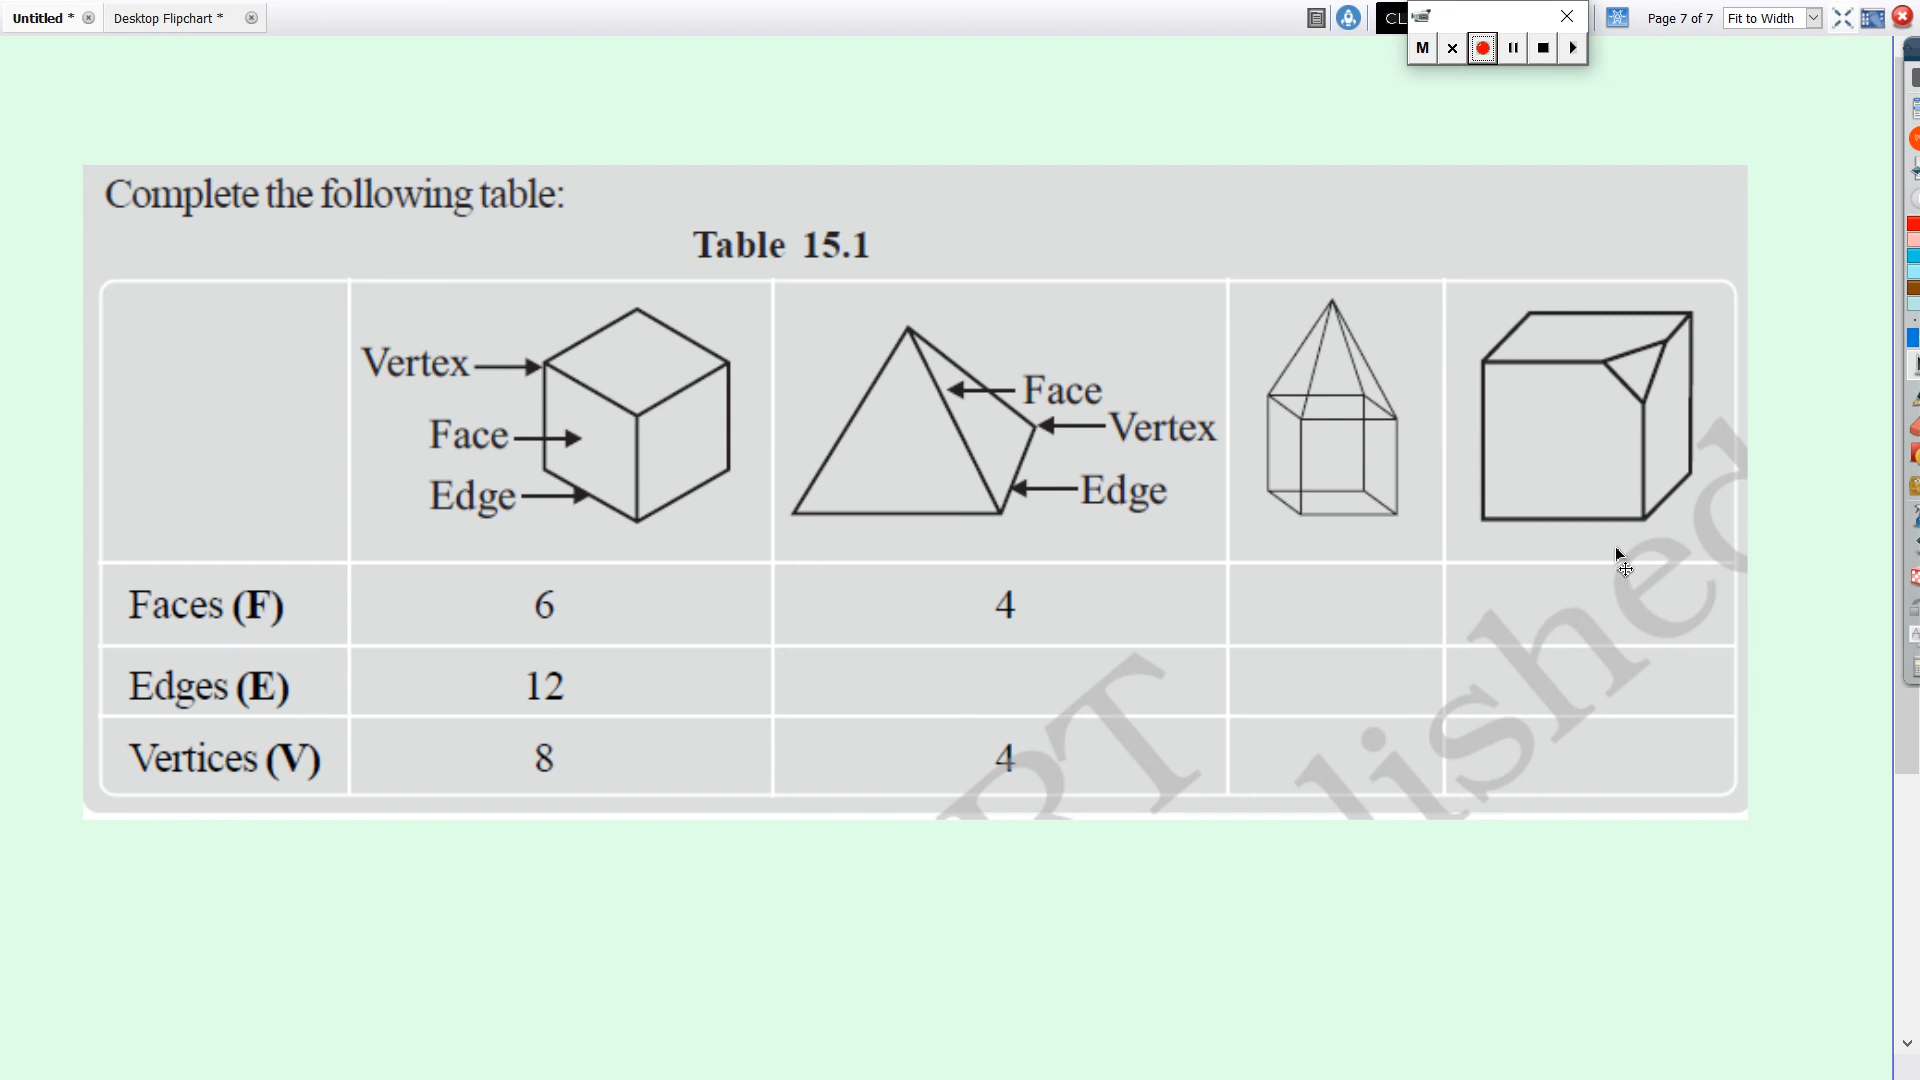 Untitled * Desktop Flipchart * CL Page 7 of 7 Fit to Width
M
Complete the following table:
Table 15.1
Vertex
Face
Edge
Face
Vertex
Edge
Faces (F) 6 4
Edges (E) 12
Vertices (V) 8 4